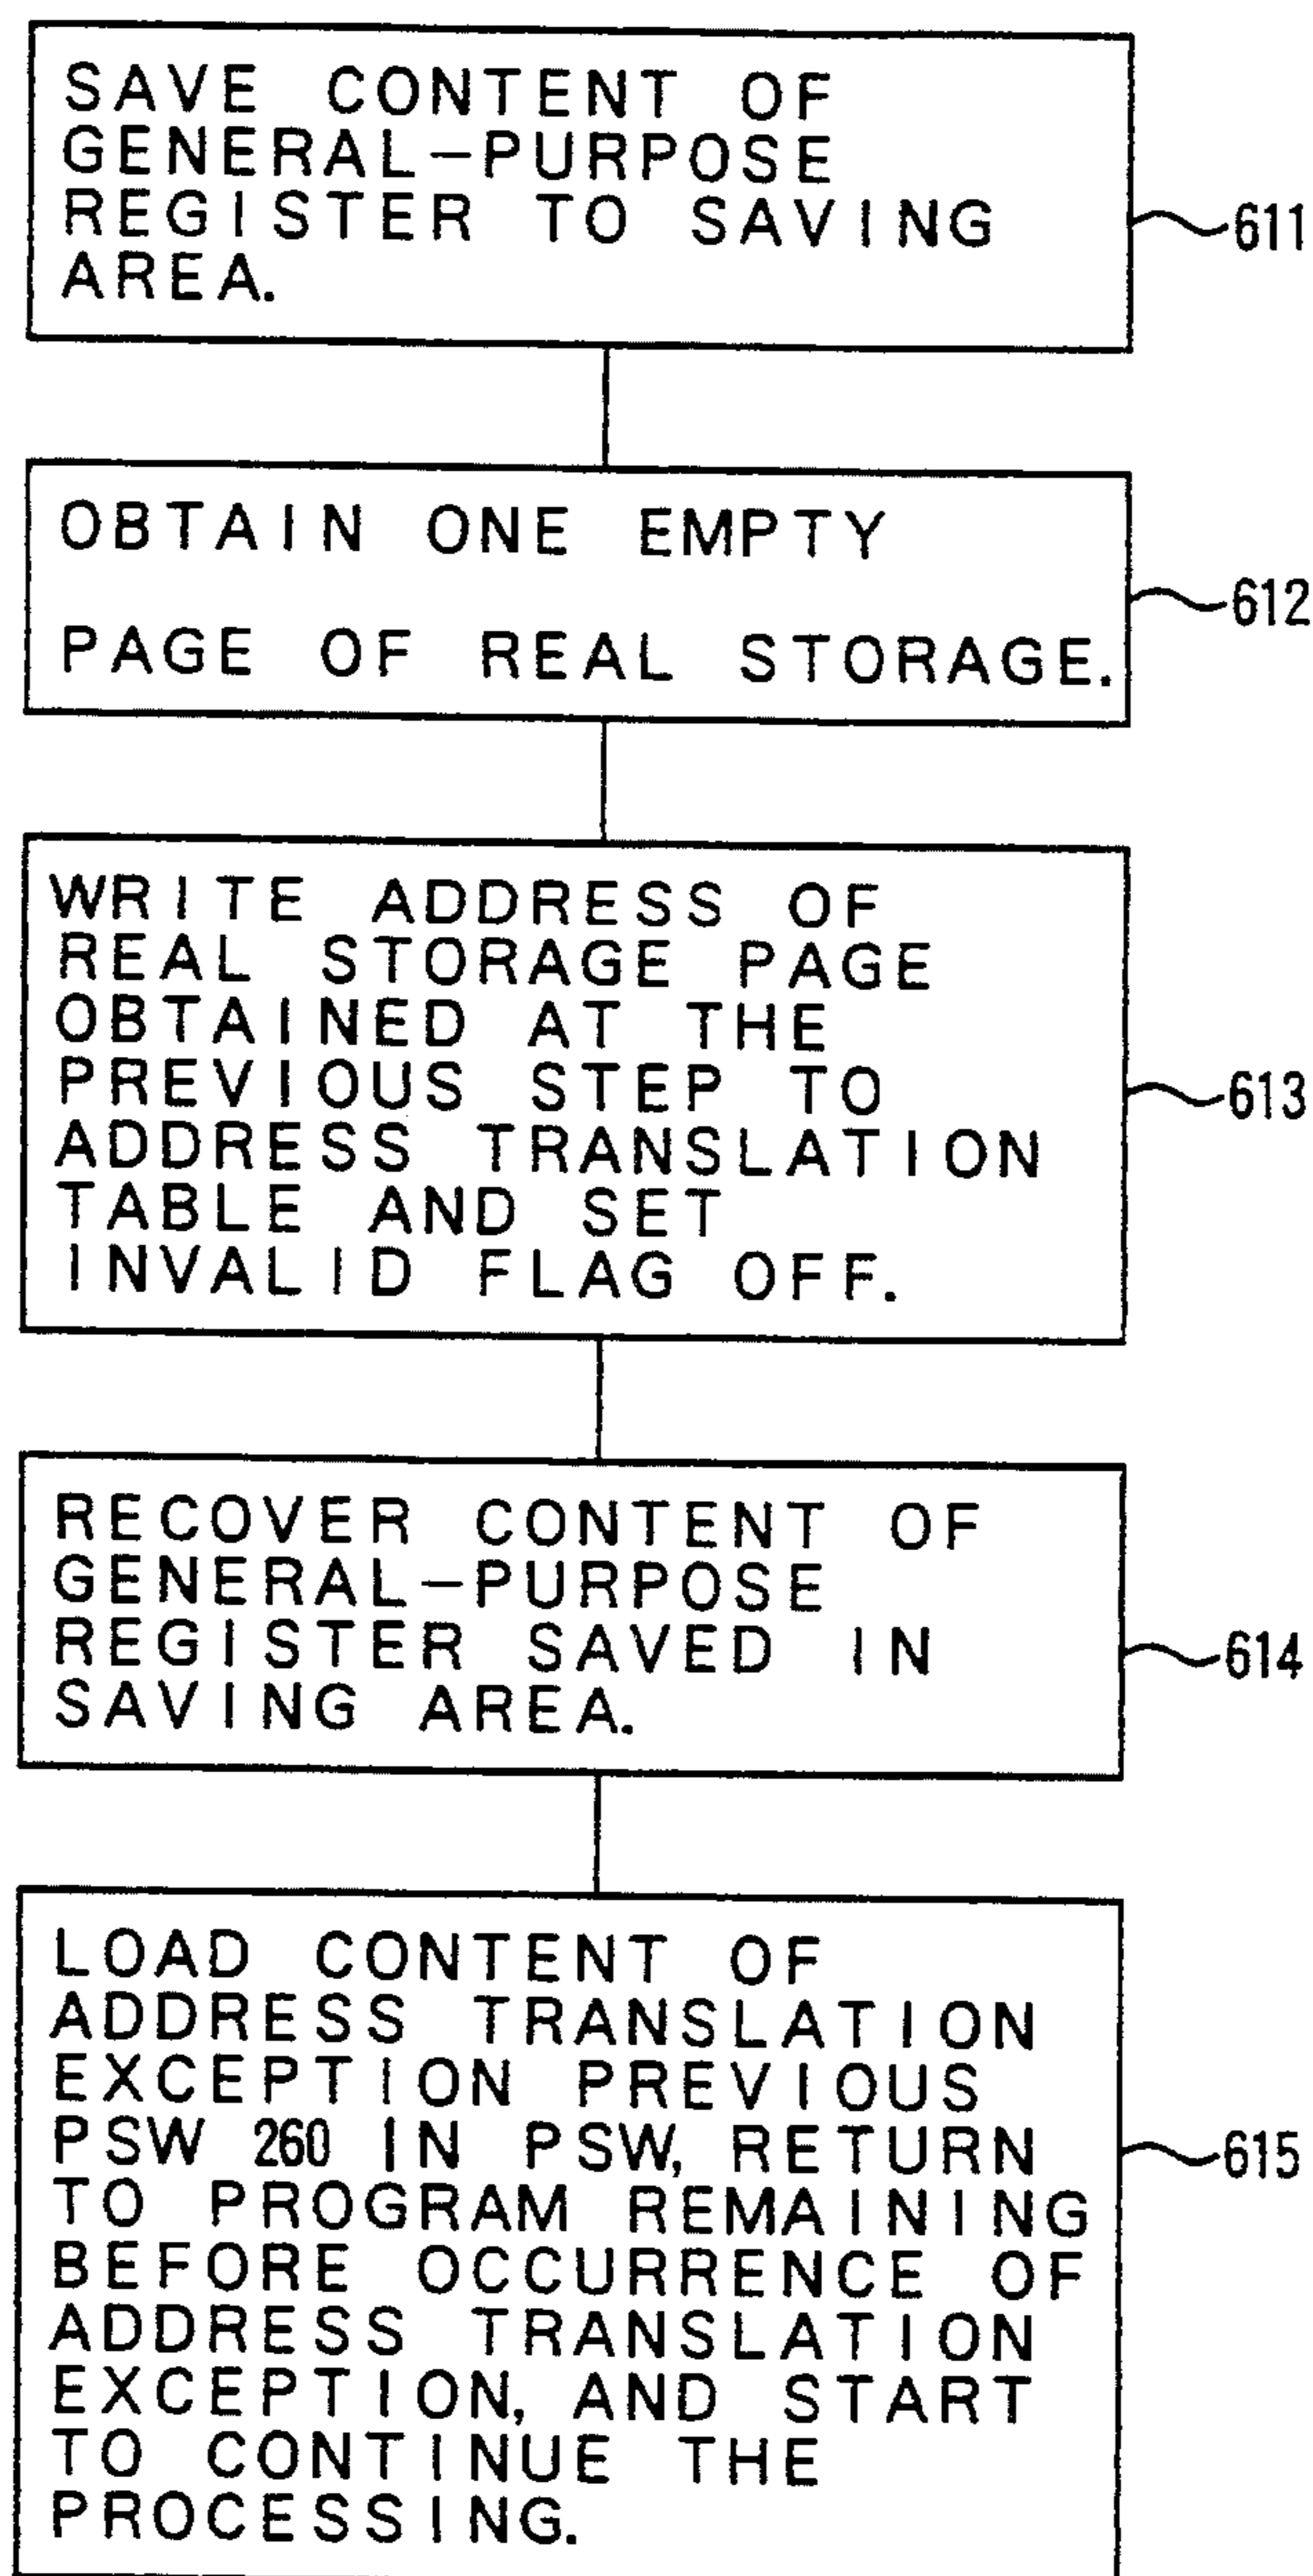 SAVE CONTENT OF
GENERAL-PURPOSE
REGISTER TO SAVING
AREA.
611
OBTAIN ONE EMPTY
PAGE OF REAL STORAGE.
612
WRITE ADDRESS OF
REAL STORAGE PAGE
OBTAINED AT THE
PREVIOUS STEP TO
ADDRESS TRANSLATION
TABLE AND SET
INVALID FLAG OFF.
613
RECOVER CONTENT OF
GENERAL-PURPOSE
REGISTER SAVED IN
SAVING AREA.
614
LOAD CONTENT OF
ADDRESS TRANSLATION
EXCEPTION PREVIOUS
PSW 260 IN PSW, RETURN
TO PROGRAM REMAINING
BEFORE OCCURRENCE OF
ADDRESS TRANSLATION
EXCEPTION, AND START
TO CONTINUE THE
PROCESSING.
615